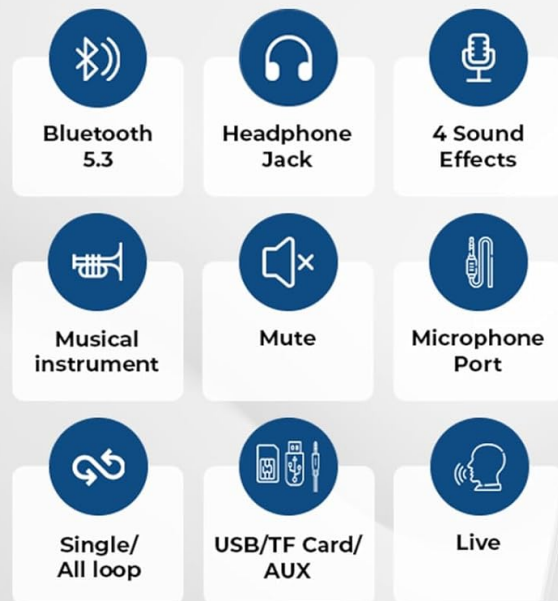 Bluetooth
5.3
Headphone
Jack
4 Sound
Effects
Musical
instrument
Mute
Microphone
Port
Single/
All loop
USB/TF Card/
AUX
Live